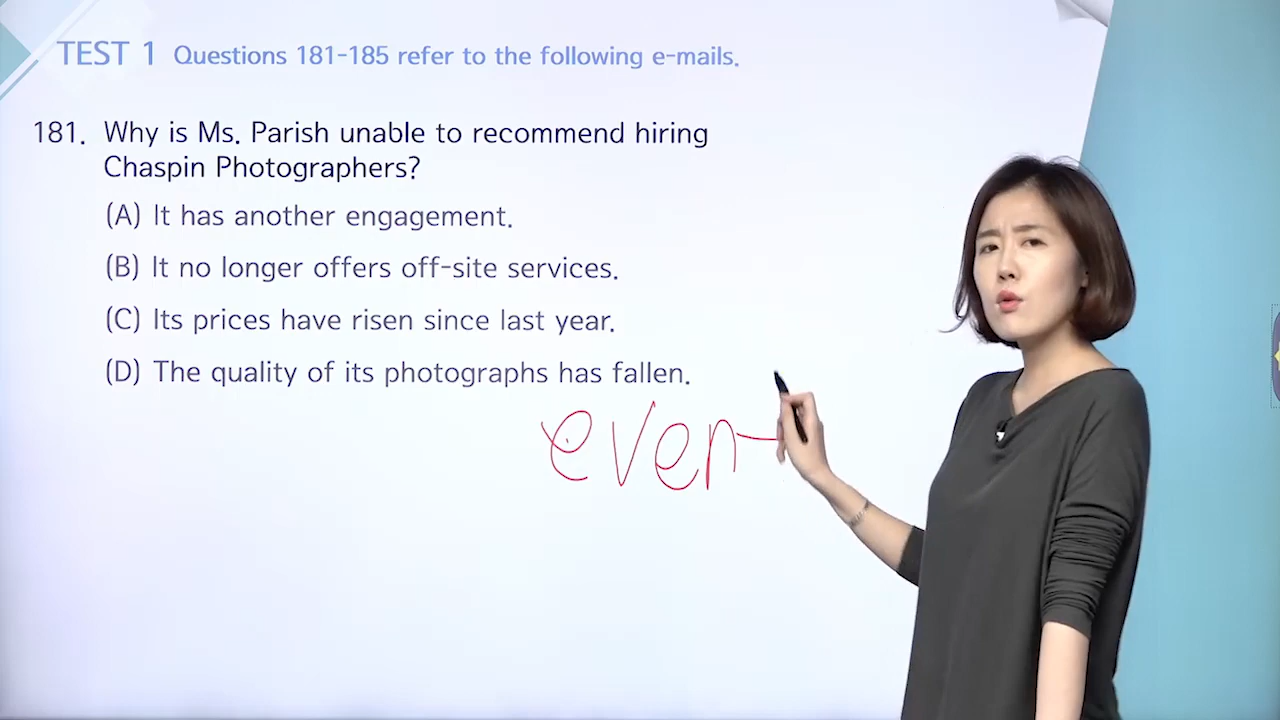 TEST 1 Questions 181-185 refer to the following e-mails.
181. Why is Ms. Parish unable to recommend hiring
Chaspin Photographers?
(A) It has another engagement.
(B) It no longer offers off-site services.
(C) Its prices have risen since last year.
(D) The quality of its photographs has fallen.
even